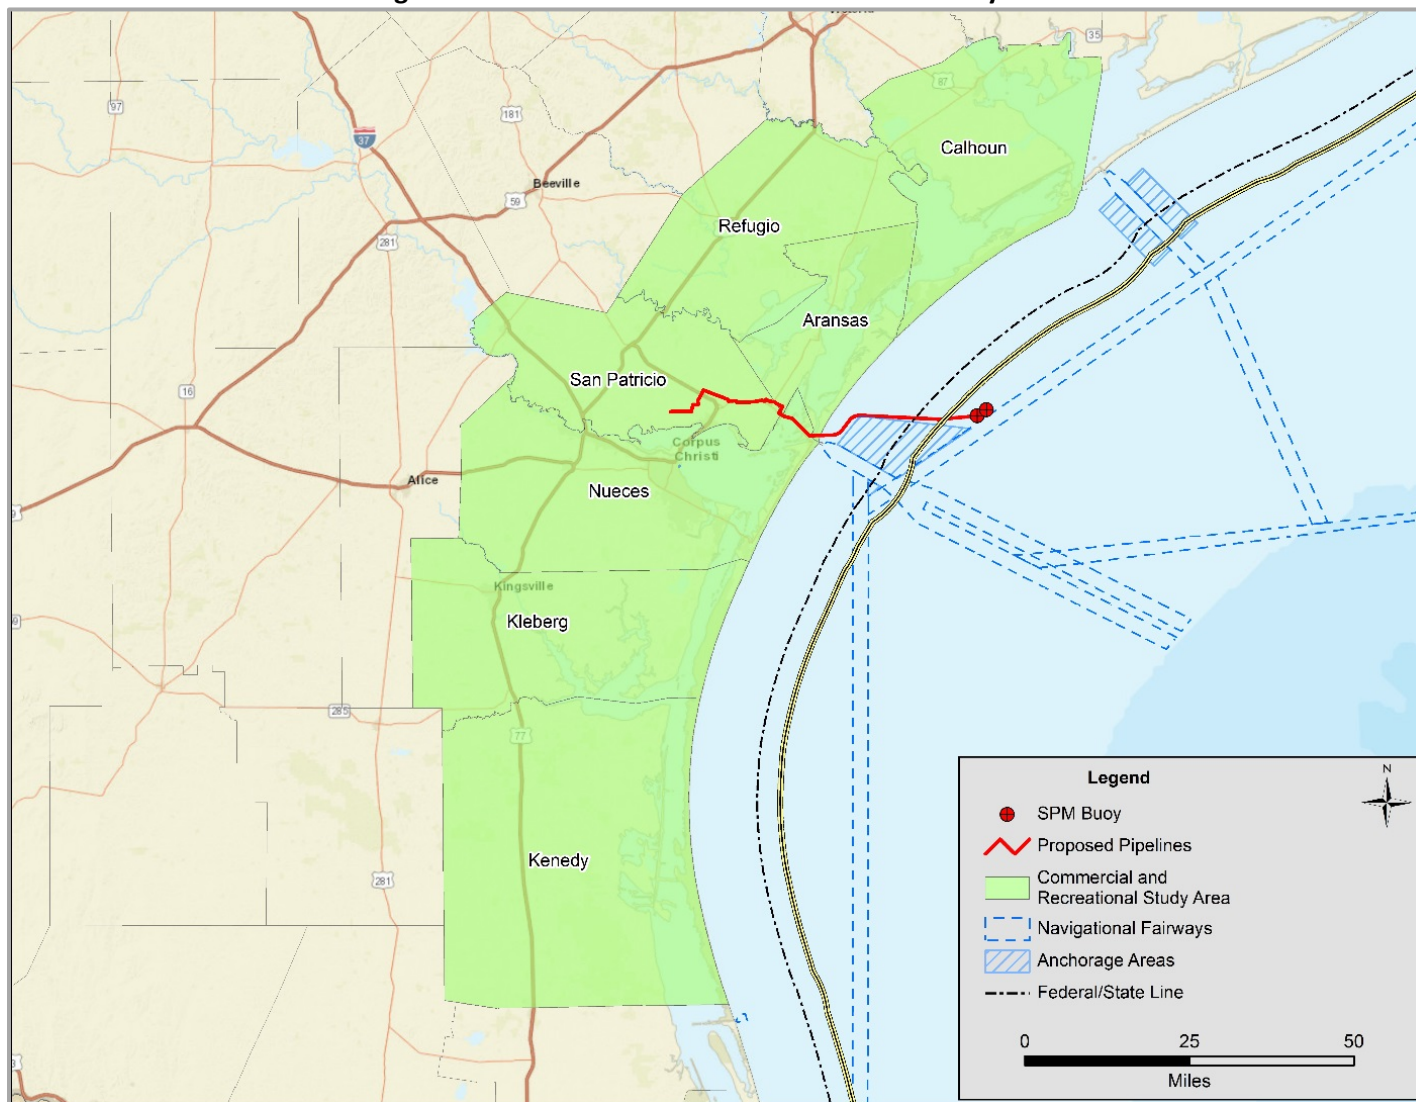 35
87
97
181
37
Calhoun
Beeville
59
Refugio
281
Aransas
San Patricio
16
Corpus
Christi
Alice
Nueces
Kingsville
Kleberg
285
77
Kenedy
281
Legend
N
SPM Buoy
Proposed Pipelines
Commercial and
Recreational Study Area
Navigational Fairways
Anchorage Areas
Federal/State Line
0 25 50
Miles